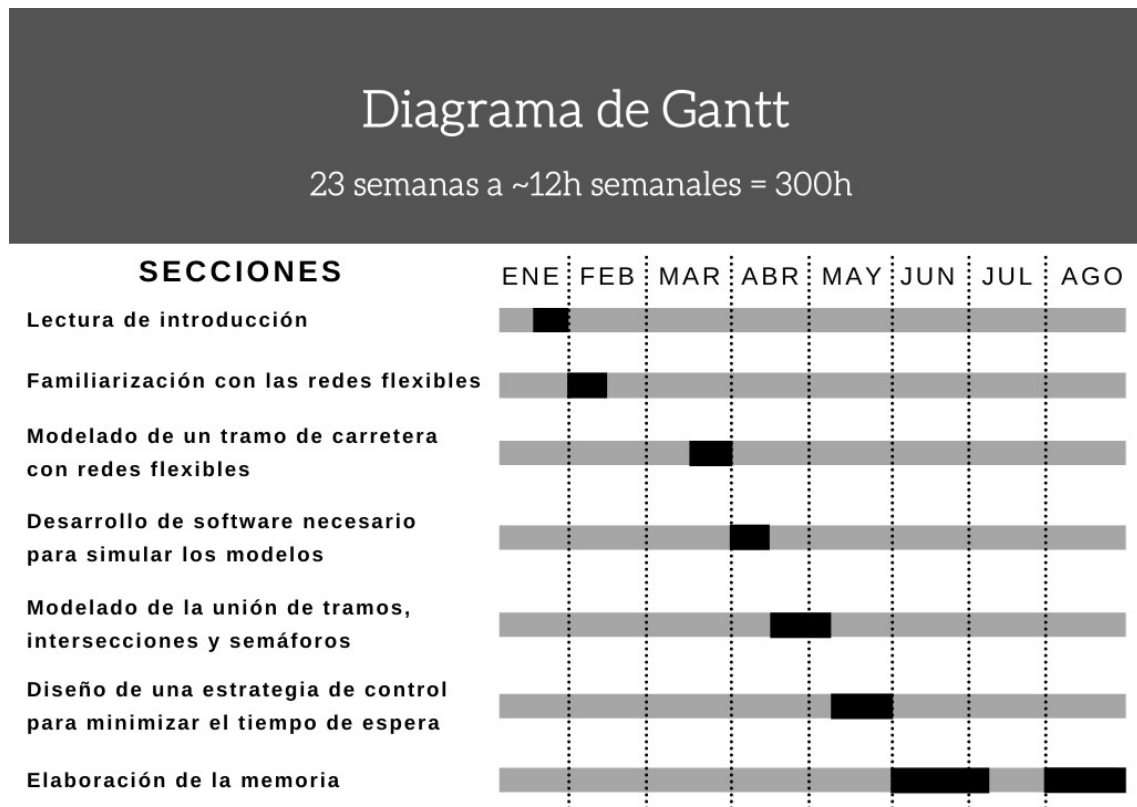 Diagrama de Gantt
23 semanas a ~12h semanales = 300h
SECCIONES
ENE FEB MAR ABR MAY JUN JUL AGO
Lectura de introducción
Familiarización con las redes flexibles
Modelado de un tramo de carretera
con redes flexibles
Desarrollo de software necesario
para simular los modelos
Modelado de la unión de tramos,
intersecciones y semáforos
Diseño de una estrategia de control
para minimizar el tiempo de espera
Elaboración de la memoria